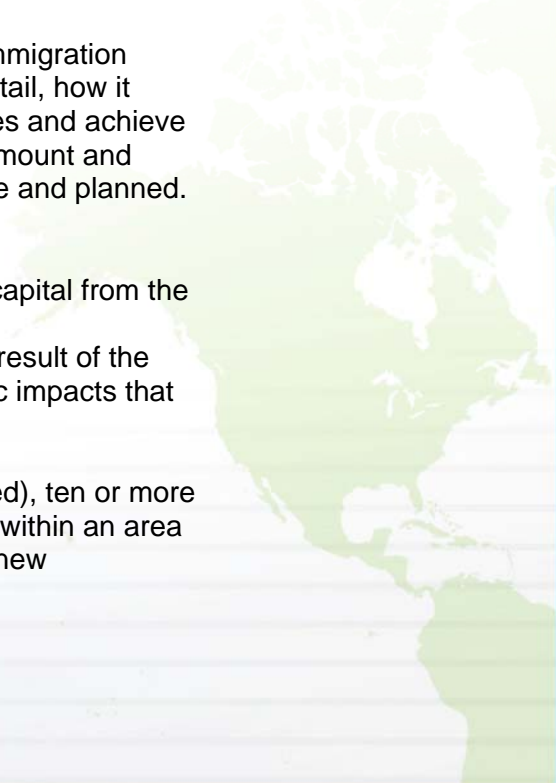 mmigration
tail, how it
es and achieve
mount and
e and planned.
capital from the
result of the
c impacts that
ed), ten or more
within an area
new